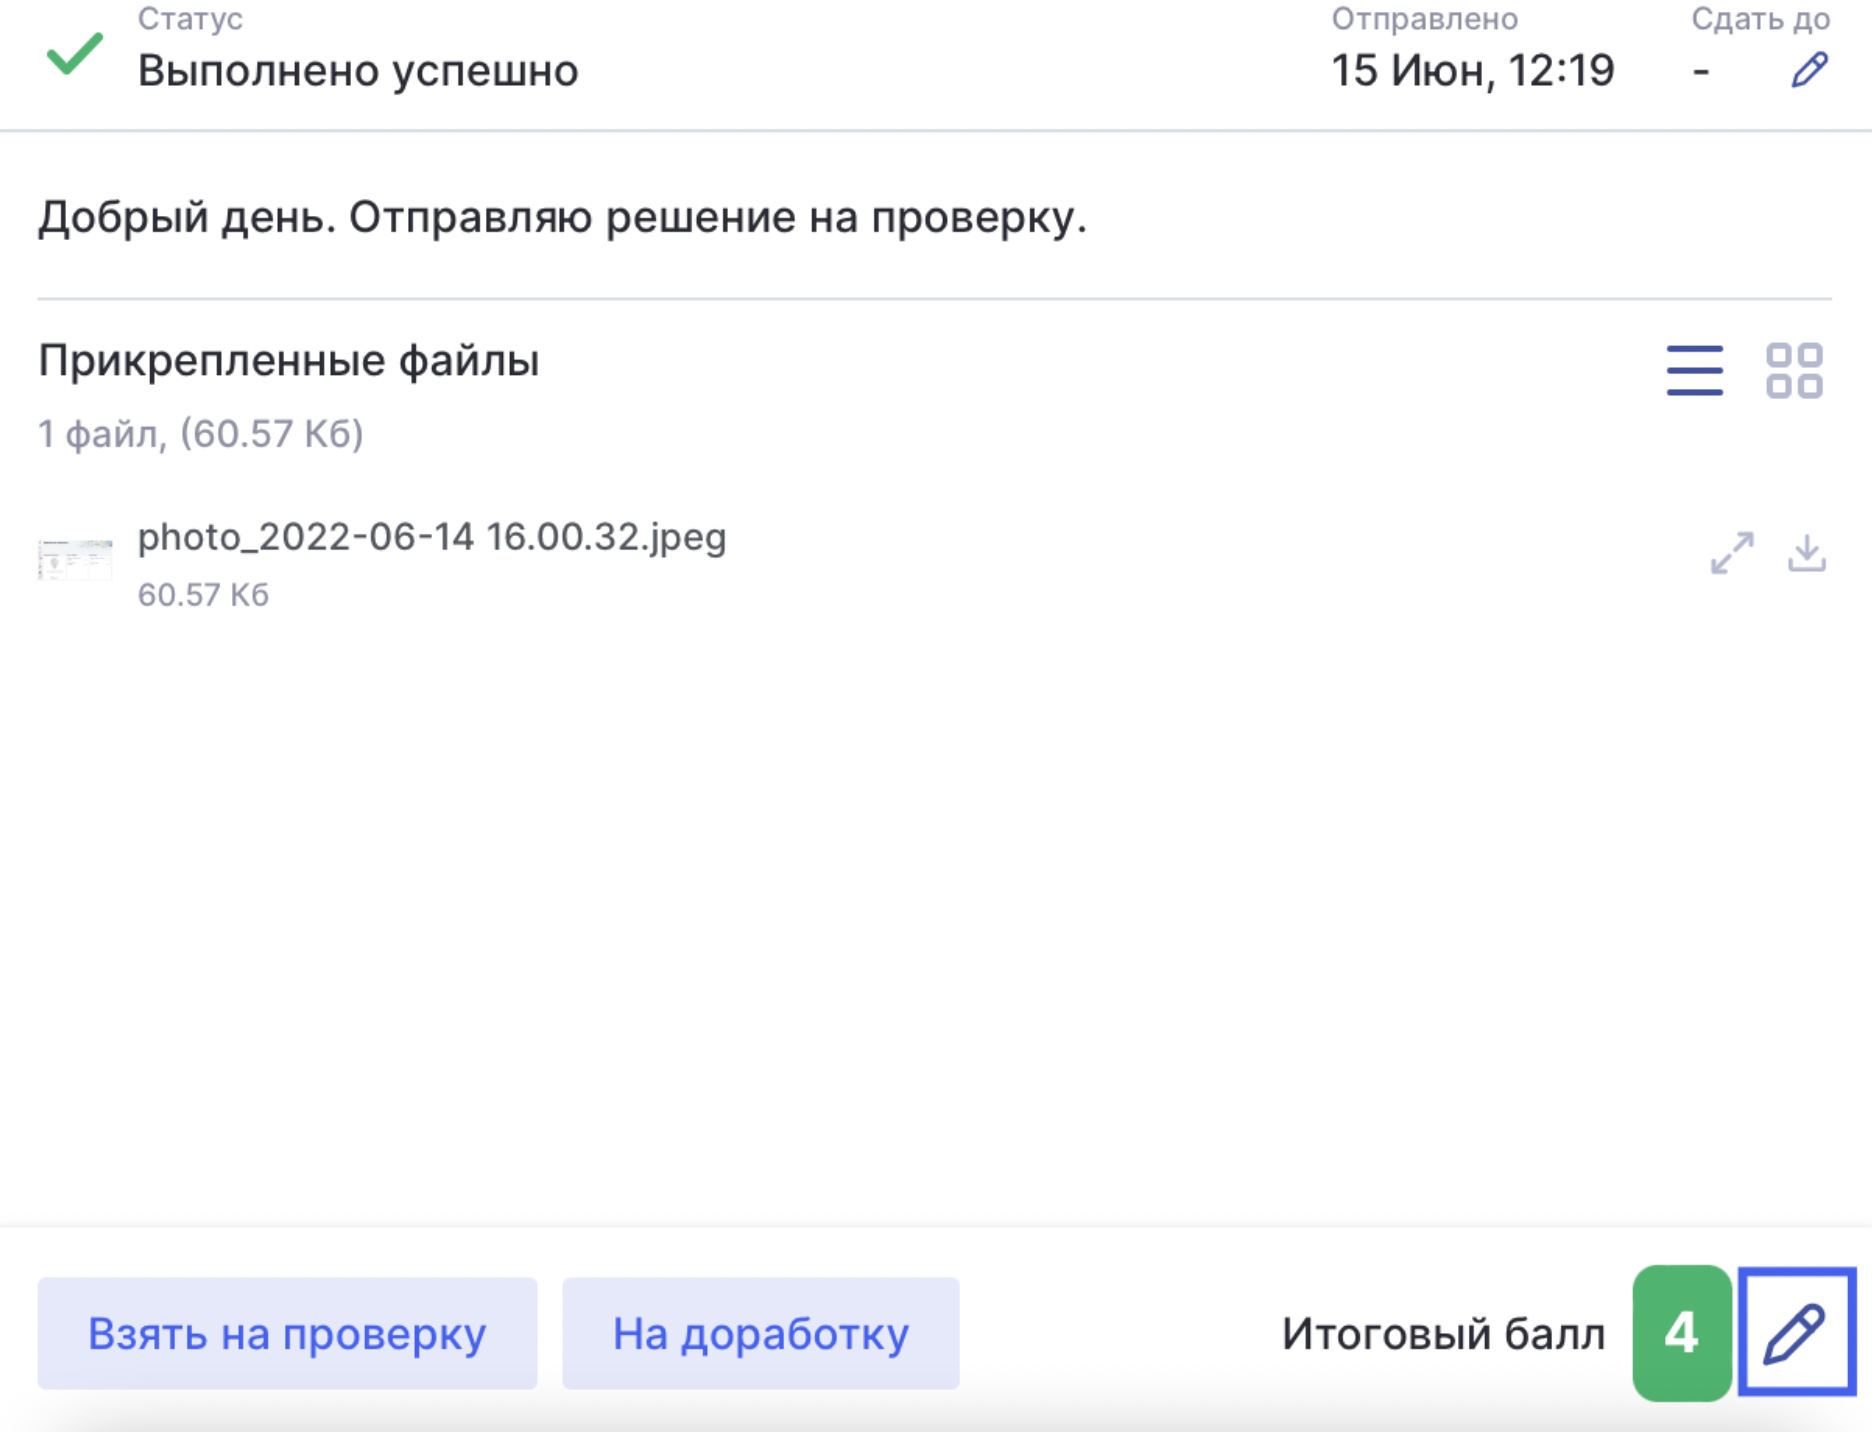 Статус
Выполнено успешно
Отправлено
15 Июн, 12:19
Сдать до
-
Добрый день. Отправляю решение на проверку.
Прикрепленные файлы
1 файл, (60.57 Кб)
photo_2022-06-14 16.00.32.jpeg
60.57 Кб
Взять на проверку
На доработку
Итоговый балл
4